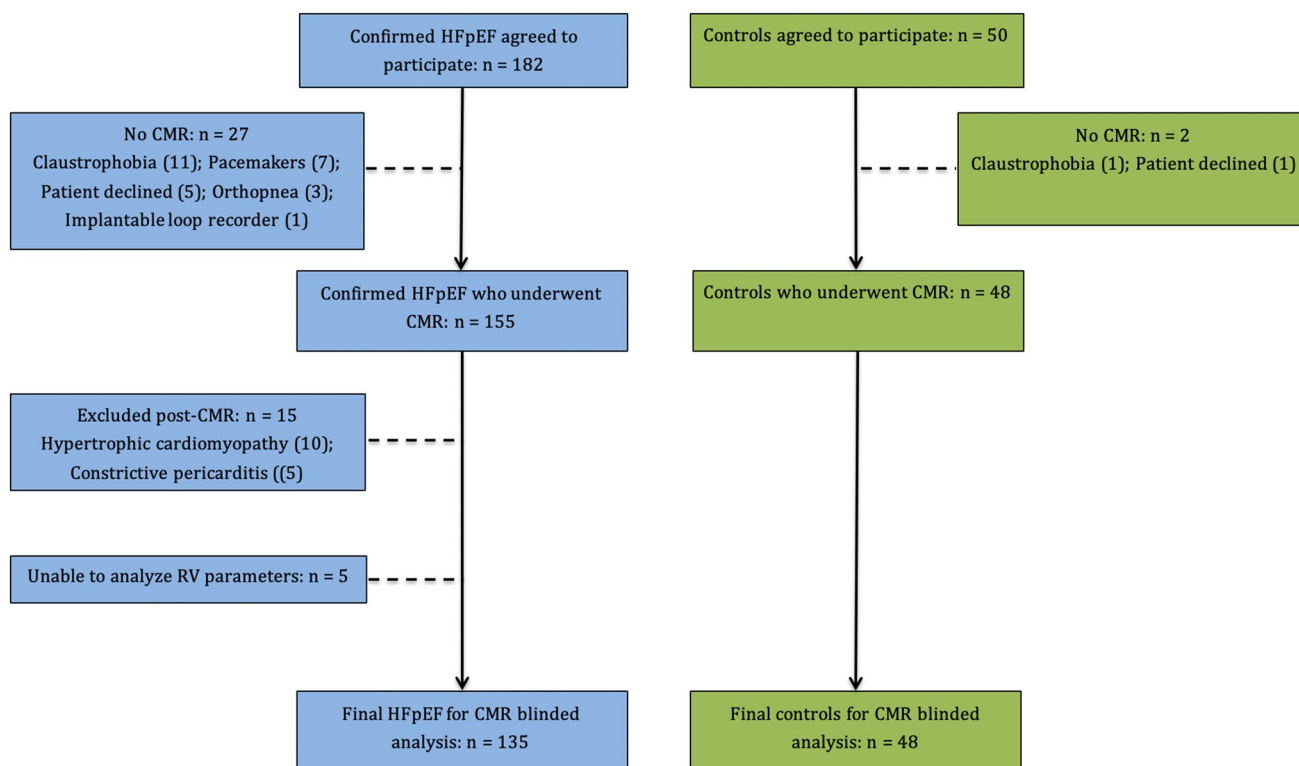 Confirmed HFpEF agreed to
participate: n = 182
Controls agreed to participate: n = 50
No CMR: n = 27
Claustrophobia (11); Pacemakers (7);
Patient declined (5); Orthopnea (3);
Implantable loop recorder (1)
No CMR: n = 2
Claustrophobia (1); Patient declined (1)
Confirmed HFpEF who underwent
CMR: n = 155
Controls who underwent CMR: n = 48
Excluded post-CMR: n = 15
Hypertrophic cardiomyopathy (10);
Constrictive pericarditis ((5)
Unable to analyze RV parameters: n = 5
Final HFpEF for CMR blinded
analysis: n = 135
Final controls for CMR blinded
analysis: n = 48